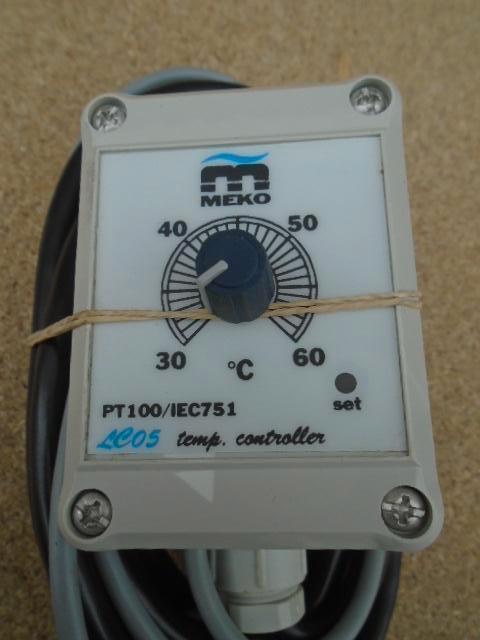 MEKO
40 50
30 °C 60
set
PT100/IEC751
LC05 temp. controller